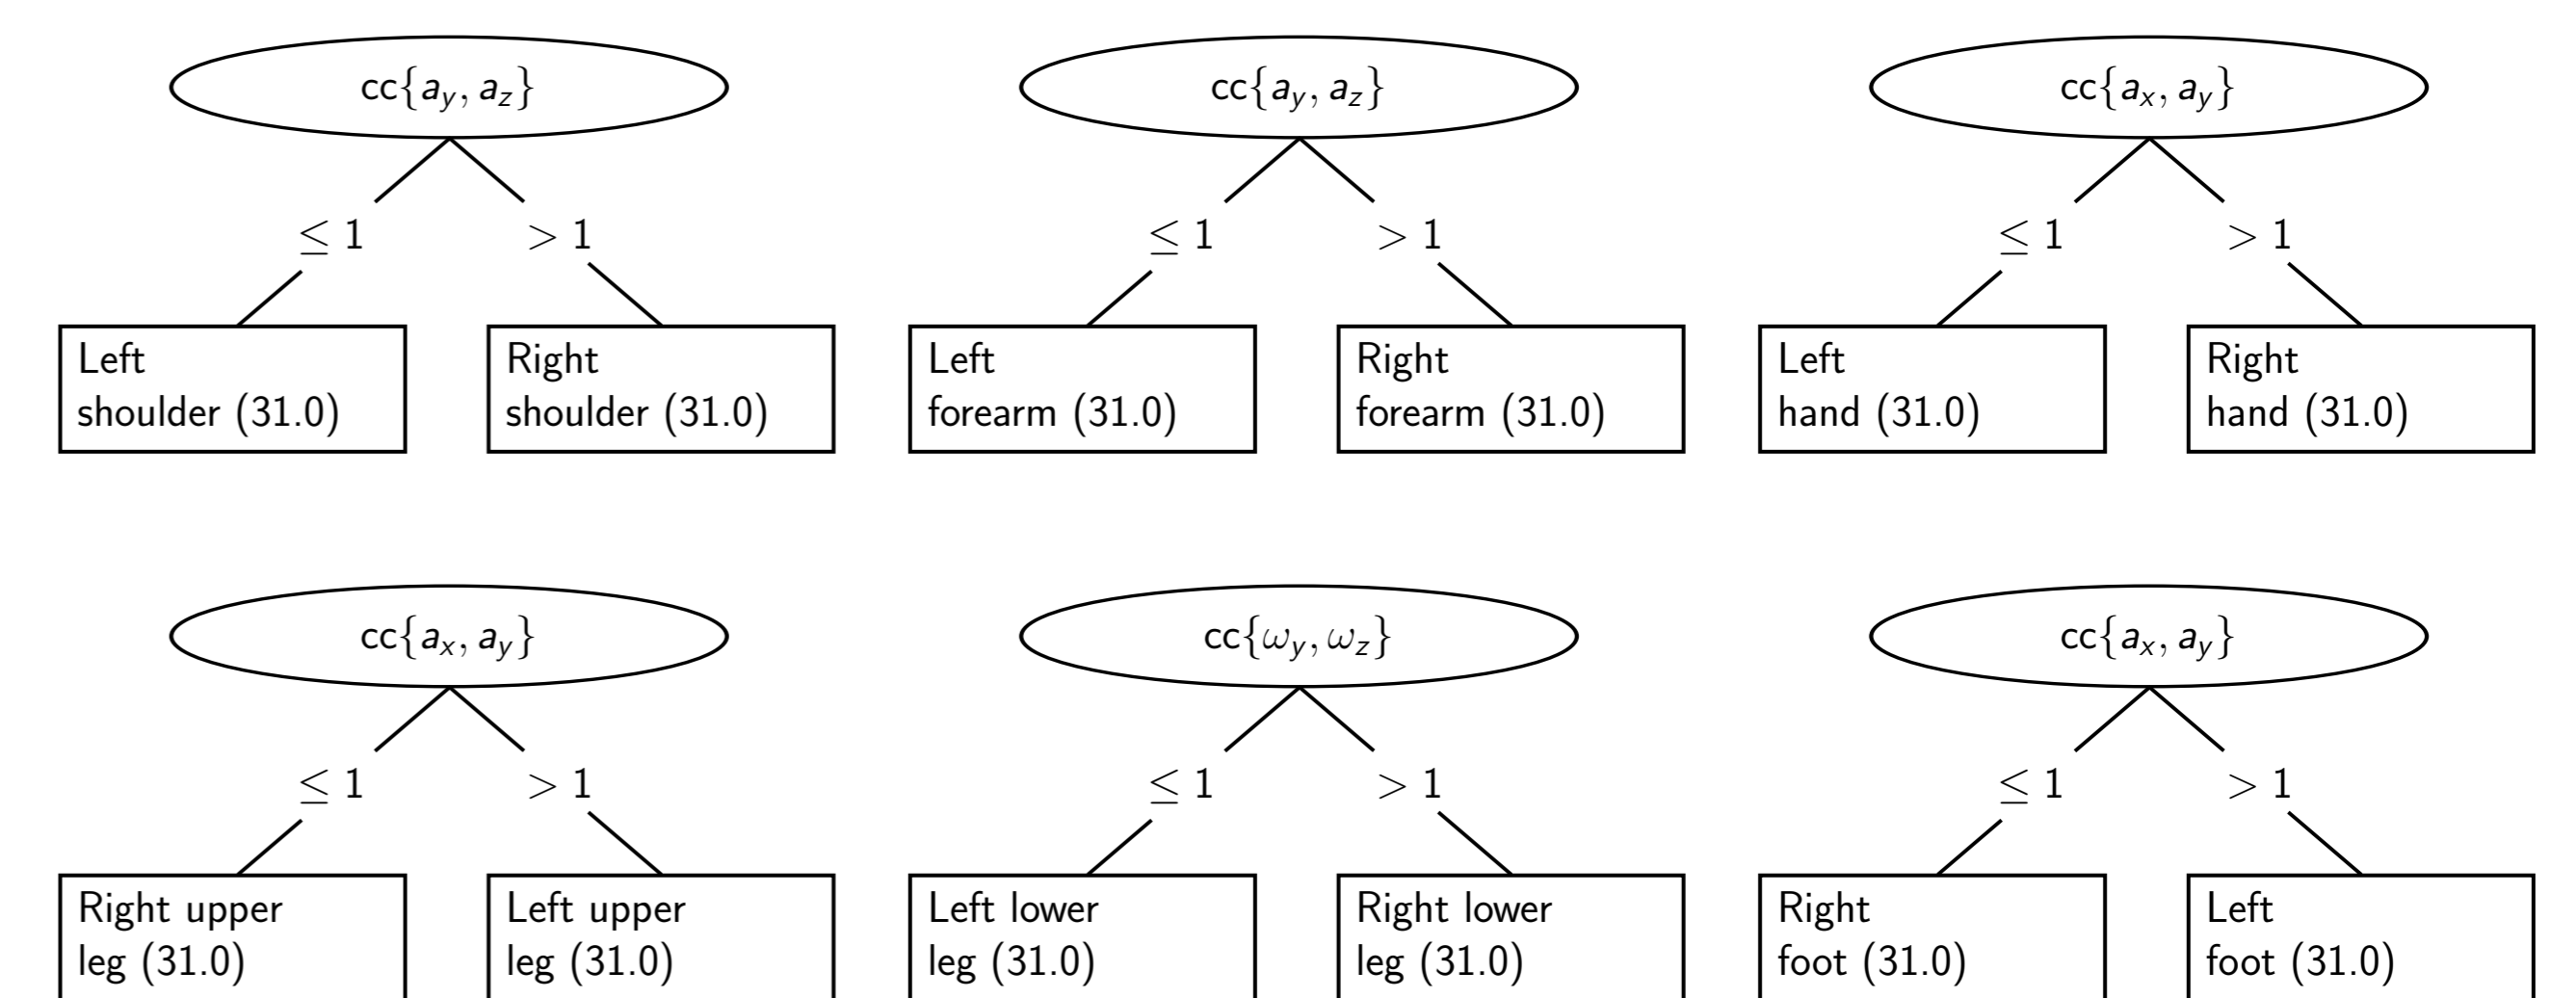 cc{a_y, a_z}
≤ 1 > 1
Left
shoulder (31.0)
Right
shoulder (31.0)
cc{a_y, a_z}
≤ 1 > 1
Left
forearm (31.0)
Right
forearm (31.0)
cc{a_x, a_y}
≤ 1 > 1
Left
hand (31.0)
Right
hand (31.0)
cc{a_x, a_y}
≤ 1 > 1
Right upper
leg (31.0)
Left upper
leg (31.0)
cc{ω_y, ω_z}
≤ 1 > 1
Left lower
leg (31.0)
Right lower
leg (31.0)
cc{a_x, a_y}
≤ 1 > 1
Right
foot (31.0)
Left
foot (31.0)